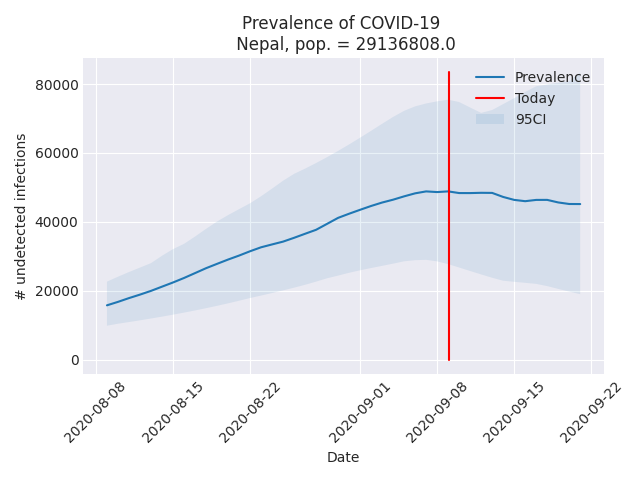 Prevalence of COVID-19
Nepal, pop. = 29136808.0
Prevalence
Today
95CI
80000
60000
40000
20000
0
# undetected infections
2020-08-08
2020-08-15
2020-08-22
2020-09-01
2020-09-08
2020-09-15
2020-09-22
Date